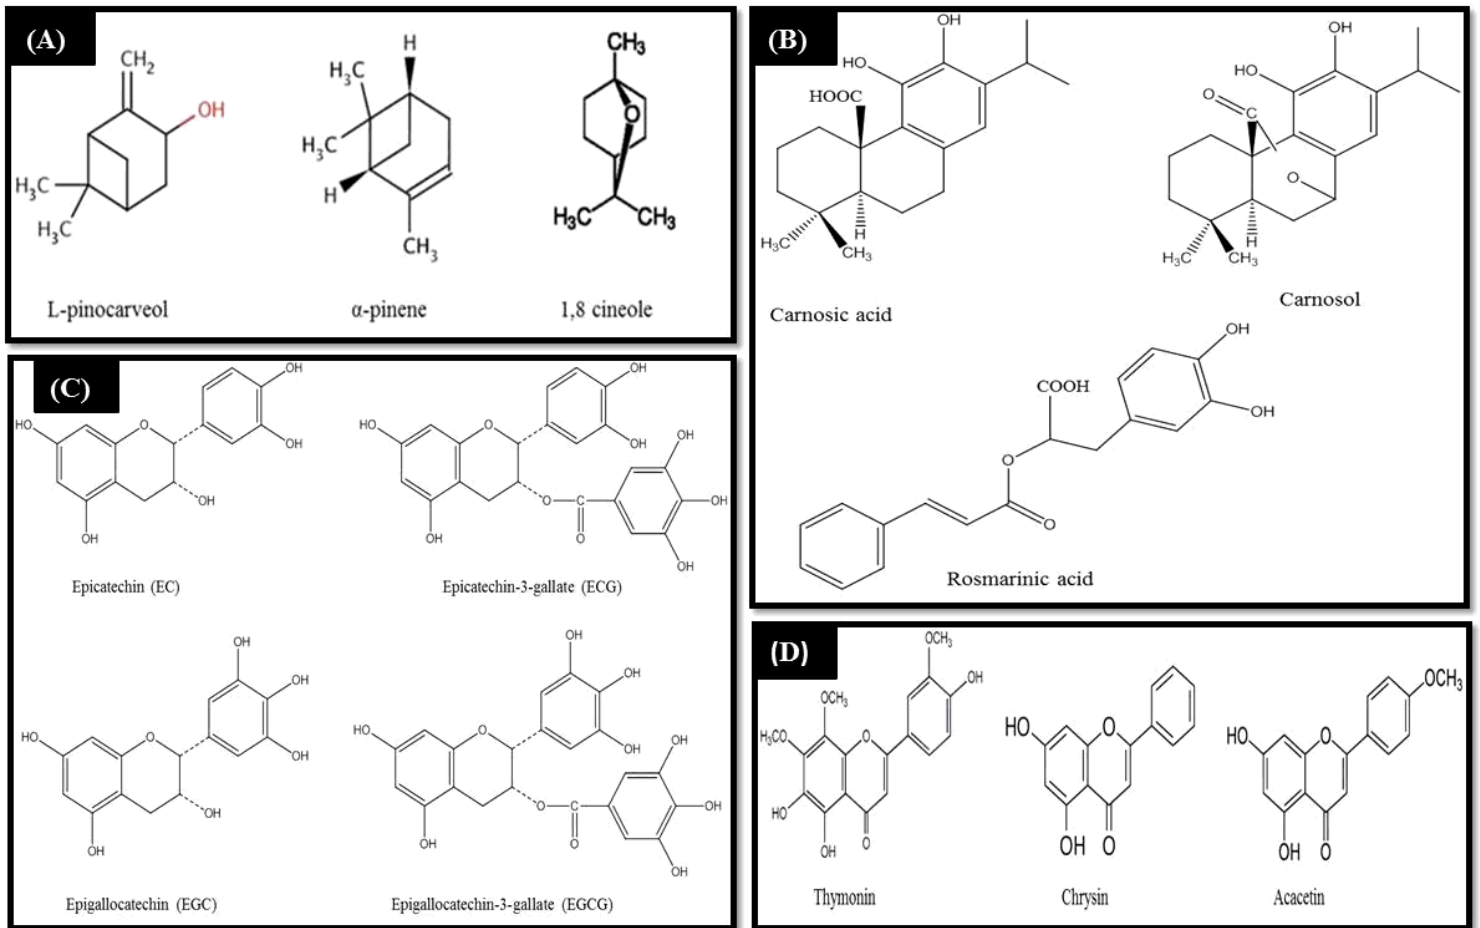 (A)
CH₂
OH
H₃C
H₃C
L-pinocarveol
H
H₃C
H₃C
H
CH₃
α-pinene
CH₃
O
H₃C CH₃
1,8 cineole
(B)
OH
HO
HOOC
H
H₃C
CH₃
Carnosic acid
OH
HO
O
C
O
H
H₃C
CH₃
Carnosol
OH
COOH
OH
O
O
Rosmarinic acid
(C)
OH
HO
O
OH
OH
OH
Epicatechin (EC)
OH
HO
O
OH
OH
OH
O
C
OH
O
OH
Epicatechin-3-gallate (ECG)
OH
OH
HO
O
OH
OH
OH
Epigallocatechin (EGC)
OH
OH
HO
O
OH
OH
O
C
OH
OH
O
OH
Epigallocatechin-3-gallate (EGCG)
(D)
OCH₃
OH
OCH₃
H₃CO
O
HO
OH
O
Thymonin
HO
O
OH O
Chrysin
OCH₃
HO
O
OH O
Acacetin